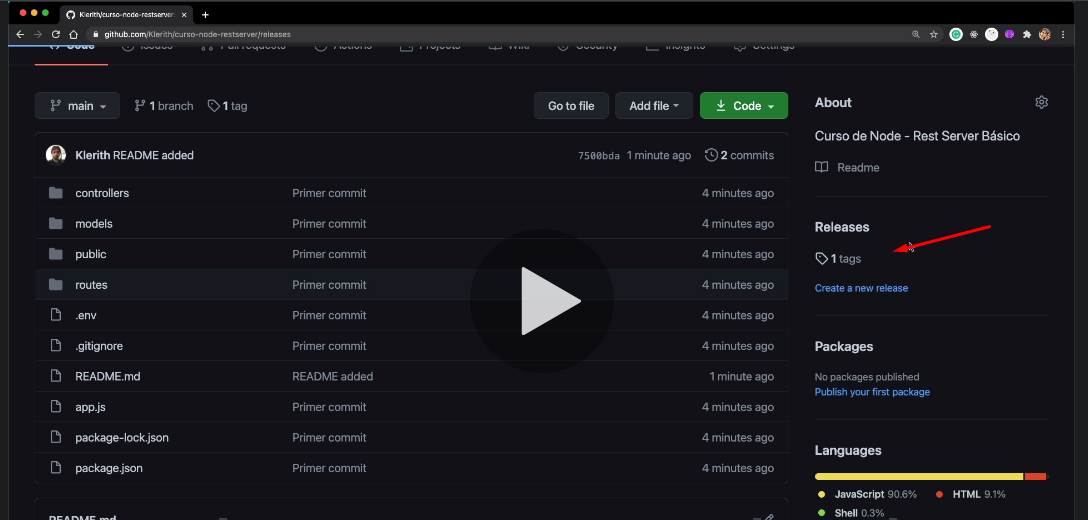 Klerith/curso-node-restserver:
github.com/Klerith/curso-node-restserver/releases
Code Issues Pull requests Actions Projects Wiki Security Insights Settings
main 1 branch 1 tag Go to file Add file Code
Klerith README added 7500bda 1 minute ago 2 commits
controllers Primer commit 4 minutes ago
models Primer commit 4 minutes ago
public Primer commit 4 minutes ago
routes Primer commit 4 minutes ago
.env Primer commit 4 minutes ago
.gitignore Primer commit 4 minutes ago
README.md README added 1 minute ago
app.js Primer commit 4 minutes ago
package-lock.json Primer commit 4 minutes ago
package.json Primer commit 4 minutes ago
README.md
About
Curso de Node - Rest Server Básico
Readme
Releases
1 tags
Create a new release
Packages
No packages published
Publish your first package
Languages
JavaScript 90.6% HTML 9.1%
Shell 0.3%